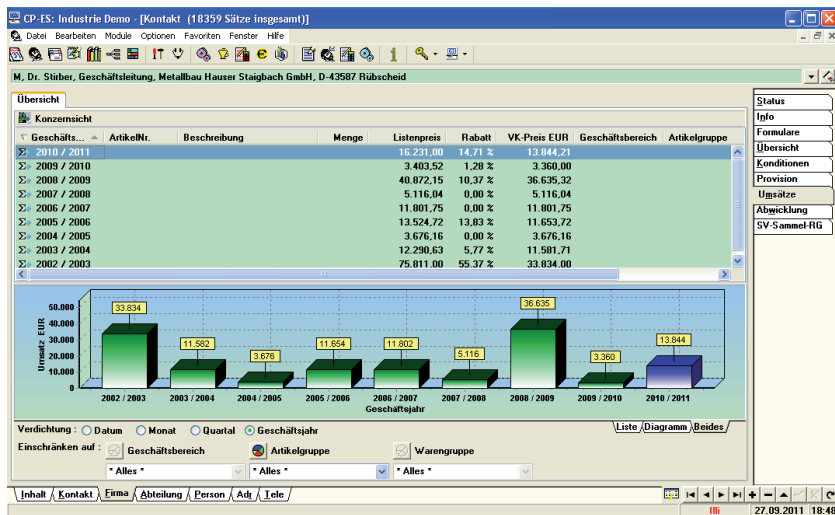 CP-ES: Industrie Demo - [Kontakt (18359 Sätze insgesamt)]
Datei Bearbeiten Module Optionen Favoriten Fenster Hilfe
M, Dr. Stirber, Geschäftsleitung, Metallbau Hauser Staigbach GmbH, D-43587 Rübscheid
Übersicht
Konzernsicht
Geschäfts... ArtikelNr. Beschreibung Menge Listenpreis Rabatt VK-Preis EUR Geschäftsbereich Artikelgruppe
Σ 2010 / 2011 16.231,00 14,71 % 13.844,21
Σ 2009 / 2010 3.403,52 1,28 % 3.360,00
Σ 2008 / 2009 40.872,15 10,37 % 36.635,32
Σ 2007 / 2008 5.116,04 0,00 % 5.116,04
Σ 2006 / 2007 11.801,75 0,00 % 11.801,75
Σ 2005 / 2006 13.524,72 13,83 % 11.653,72
Σ 2004 / 2005 3.676,16 0,00 % 3.676,16
Σ 2003 / 2004 12.290,63 5,77 % 11.581,71
Σ 2002 / 2003 75.811,00 55,37 % 33.834,00
Status
Info
Formulare
Übersicht
Konditionen
Provision
Umsätze
Abwicklung
SV-Sammel-RG
Umsatz EUR
50.000
40.000
30.000
20.000
10.000
0
33.834 11.582 3.676 11.654 11.802 5.116 36.635 3.360 13.844
2002 / 2003 2003 / 2004 2004 / 2005 2005 / 2006 2006 / 2007 2007 / 2008 2008 / 2009 2009 / 2010 2010 / 2011
Geschäftsjahr
Verdichtung : Datum Monat Quartal Geschäftsjahr
Liste Diagramm Beides
Einschränken auf : Geschäftsbereich Artikelgruppe Warengruppe
* Alles * * Alles * * Alles *
Inhalt Kontakt Firma Abteilung Person Adr Tele
Illi 27.09.2011 18:48